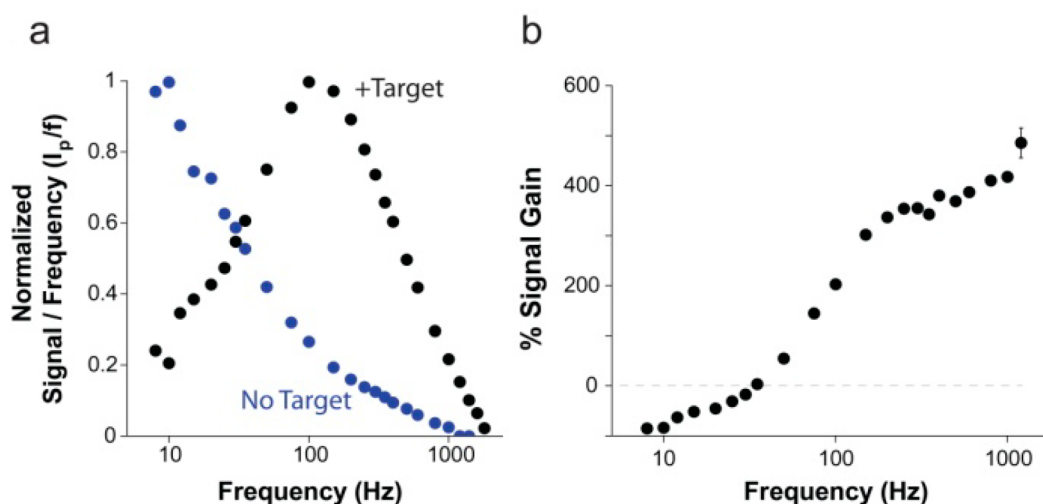 a
Normalized
Signal / Frequency (Iₚ/f)
1
0.8
0.6
0.4
0.2
0
+Target
No Target
10
100
1000
Frequency (Hz)
b
% Signal Gain
600
400
200
0
10
100
1000
Frequency (Hz)